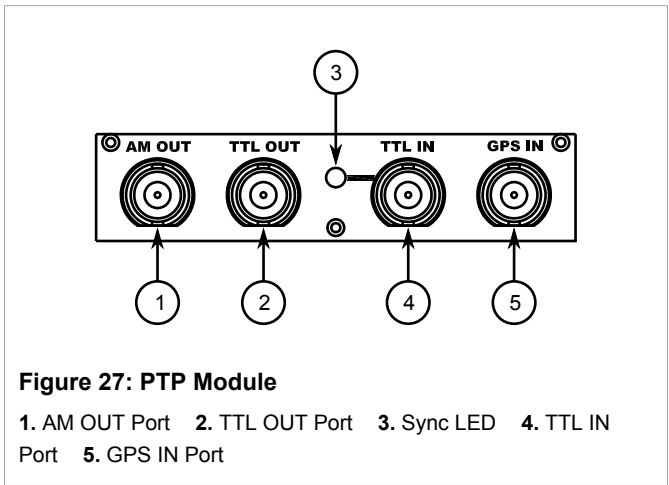 3
AM OUT TTL OUT TTL IN GPS IN
1 2 4 5
Figure 27: PTP Module
1. AM OUT Port 2. TTL OUT Port 3. Sync LED 4. TTL IN
Port 5. GPS IN Port